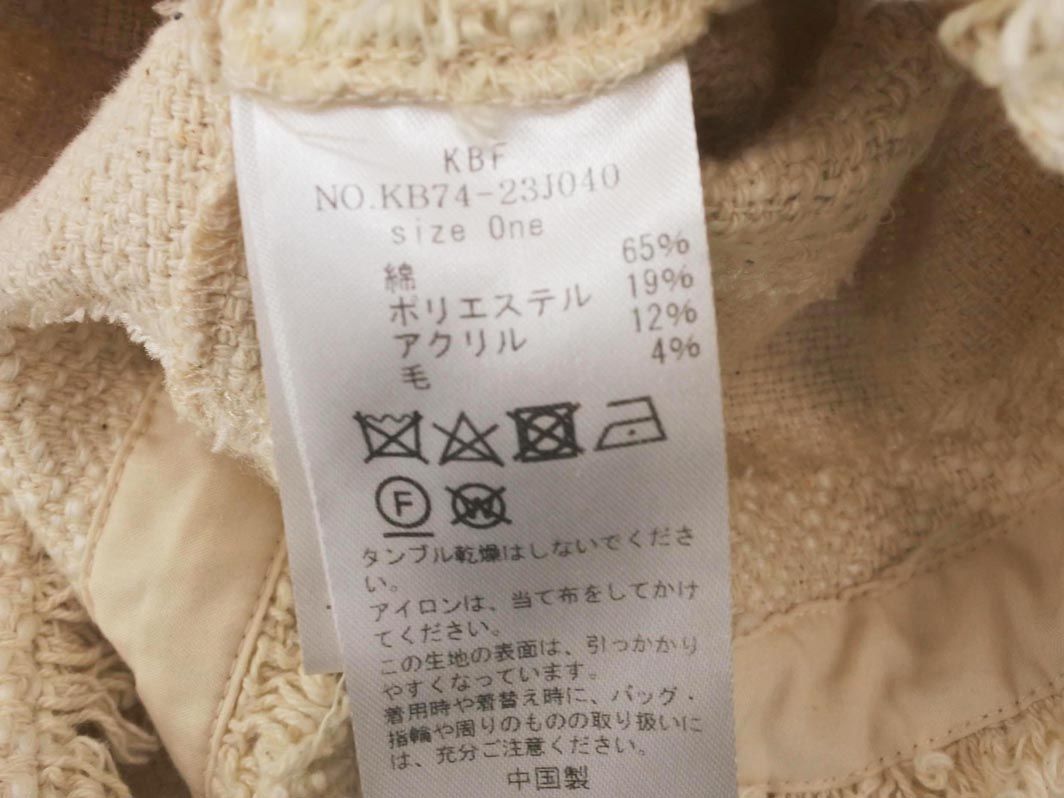 KBF
NO.KB74-23J040
size One
綿 65%
ポリエステル 19%
アクリル 12%
毛 4%
F
W
タンブル乾燥はしないでくださ
い。
アイロンは、当て布をしてかけ
てください。
この生地の表面は、引っかかり
やすくなっています。
着用時や着替え時に、バッグ・
指輪や周りのものの取り扱いに
は、充分ご注意ください。
中国製